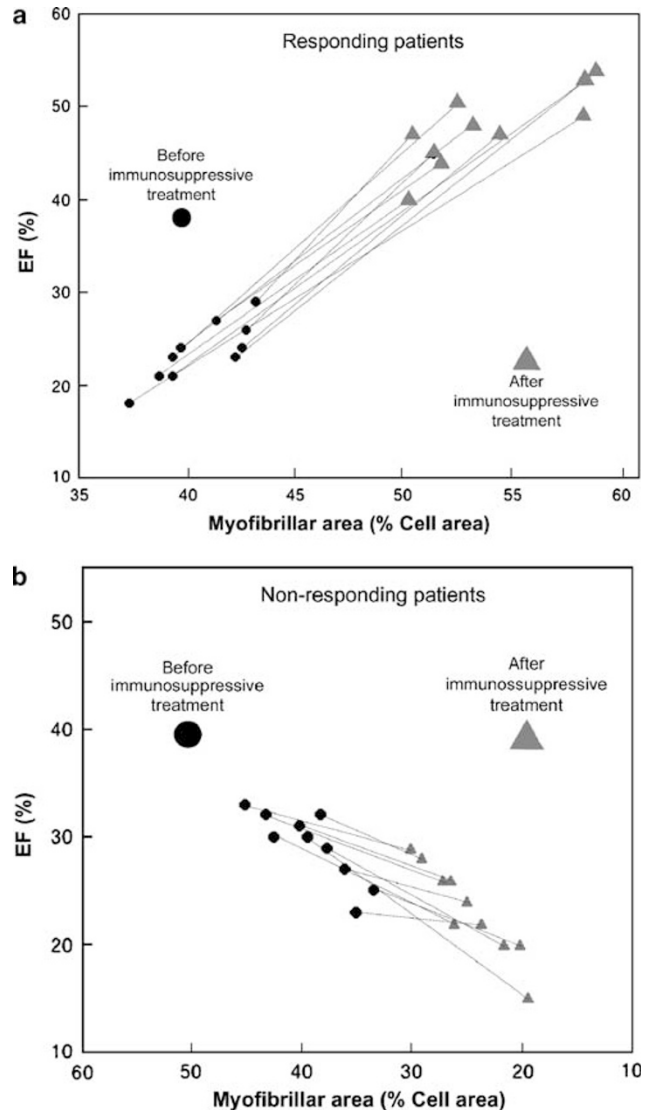 a
Responding patients
60
50
40
30
20
10
EF (%)
Before
immunosuppressive
treatment
After
immunosuppressive
treatment
35
40
45
50
55
60
Myofibrillar area (% Cell area)
b
Non-responding patients
50
40
30
20
10
EF (%)
Before
immunosuppressive
treatment
After
immunossuppressive
treatment
60
50
40
30
20
10
Myofibrillar area (% Cell area)